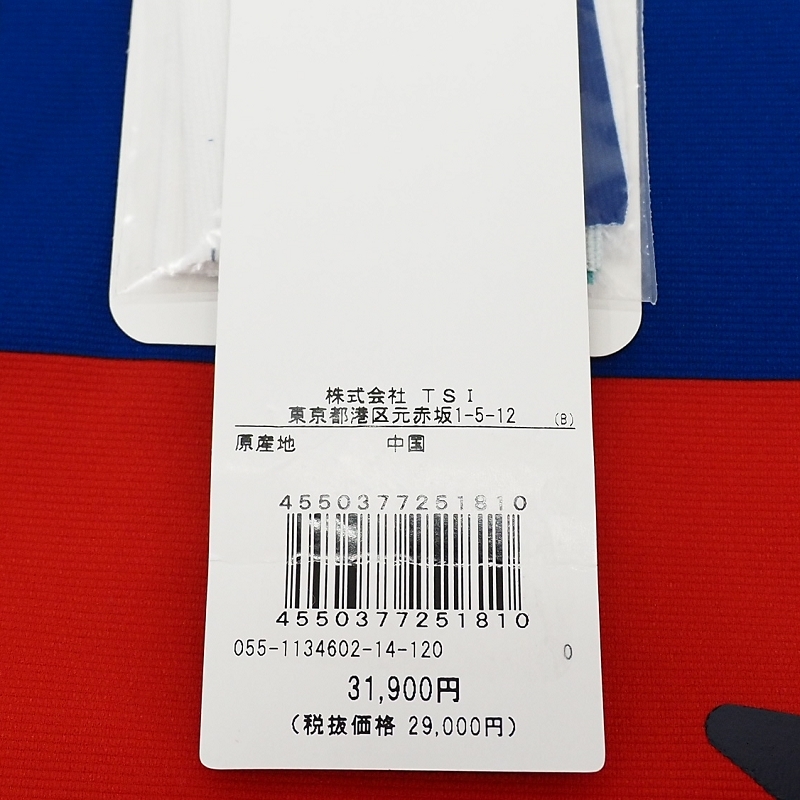 株式会社 TSI
東京都港区元赤坂1-5-12 (B)
原産地 中国
4550377251810
4550377251810
055-1134602-14-120 0
31,900円
(税抜価格 29,000円)